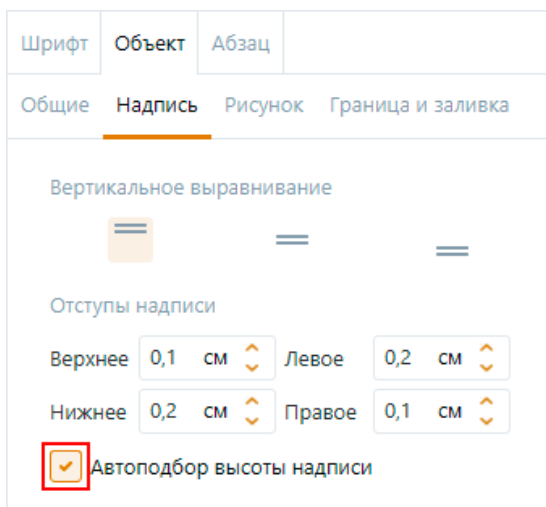 Шрифт Объект Абзац
Общие Надпись Рисунок Граница и заливка
Вертикальное выравнивание
Отступы надписи
Верхнее 0,1 см Левое 0,2 см
Нижнее 0,2 см Правое 0,1 см
Автоподбор высоты надписи